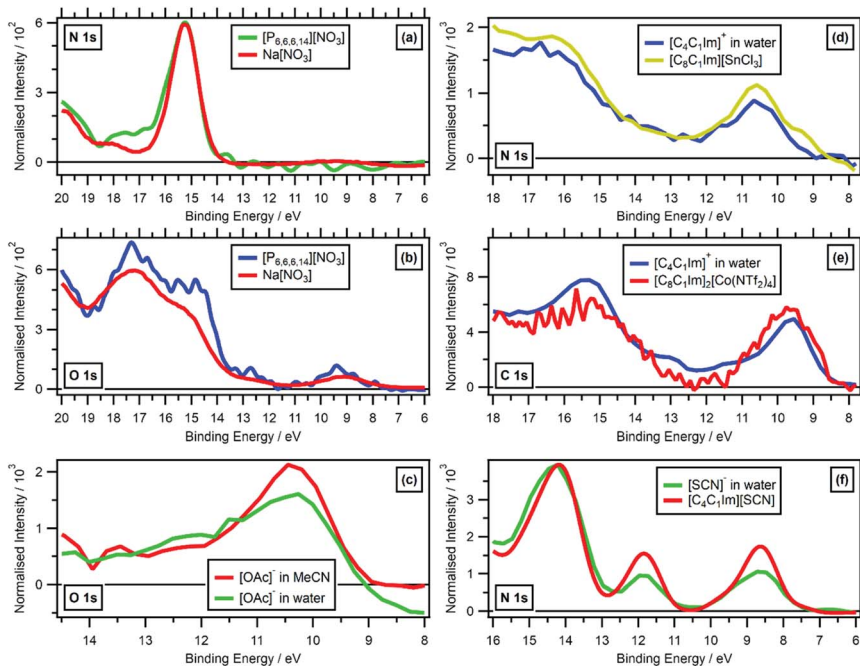 N 1s
[P6,6,6,14][NO3]
Na[NO3]
(a)
Normalised Intensity / 10²
6
3
0
20 19 18 17 16 15 14 13 12 11 10 9 8 7 6
Binding Energy / eV
[C4C1Im]+ in water
[C8C1Im][SnCl3]
(d)
Normalised Intensity / 10³
2
1
0
N 1s
18 17 16 15 14 13 12 11 10 9 8
Binding Energy / eV
[P6,6,6,14][NO3]
Na[NO3]
(b)
Normalised Intensity / 10²
6
3
0
O 1s
20 19 18 17 16 15 14 13 12 11 10 9 8 7 6
Binding Energy / eV
[C4C1Im]+ in water
[C8C1Im]2[Co(NTf2)4]
(e)
Normalised Intensity / 10³
9
6
3
0
C 1s
18 17 16 15 14 13 12 11 10 9 8
Binding Energy / eV
(c)
Normalised Intensity / 10³
2
1
0
[OAc]- in MeCN
[OAc]- in water
O 1s
14 13 12 11 10 9 8
Binding Energy / eV
[SCN]- in water
[C4C1Im][SCN]
(f)
Normalised Intensity / 10³
3
2
1
0
N 1s
16 15 14 13 12 11 10 9 8 7 6
Binding Energy / eV